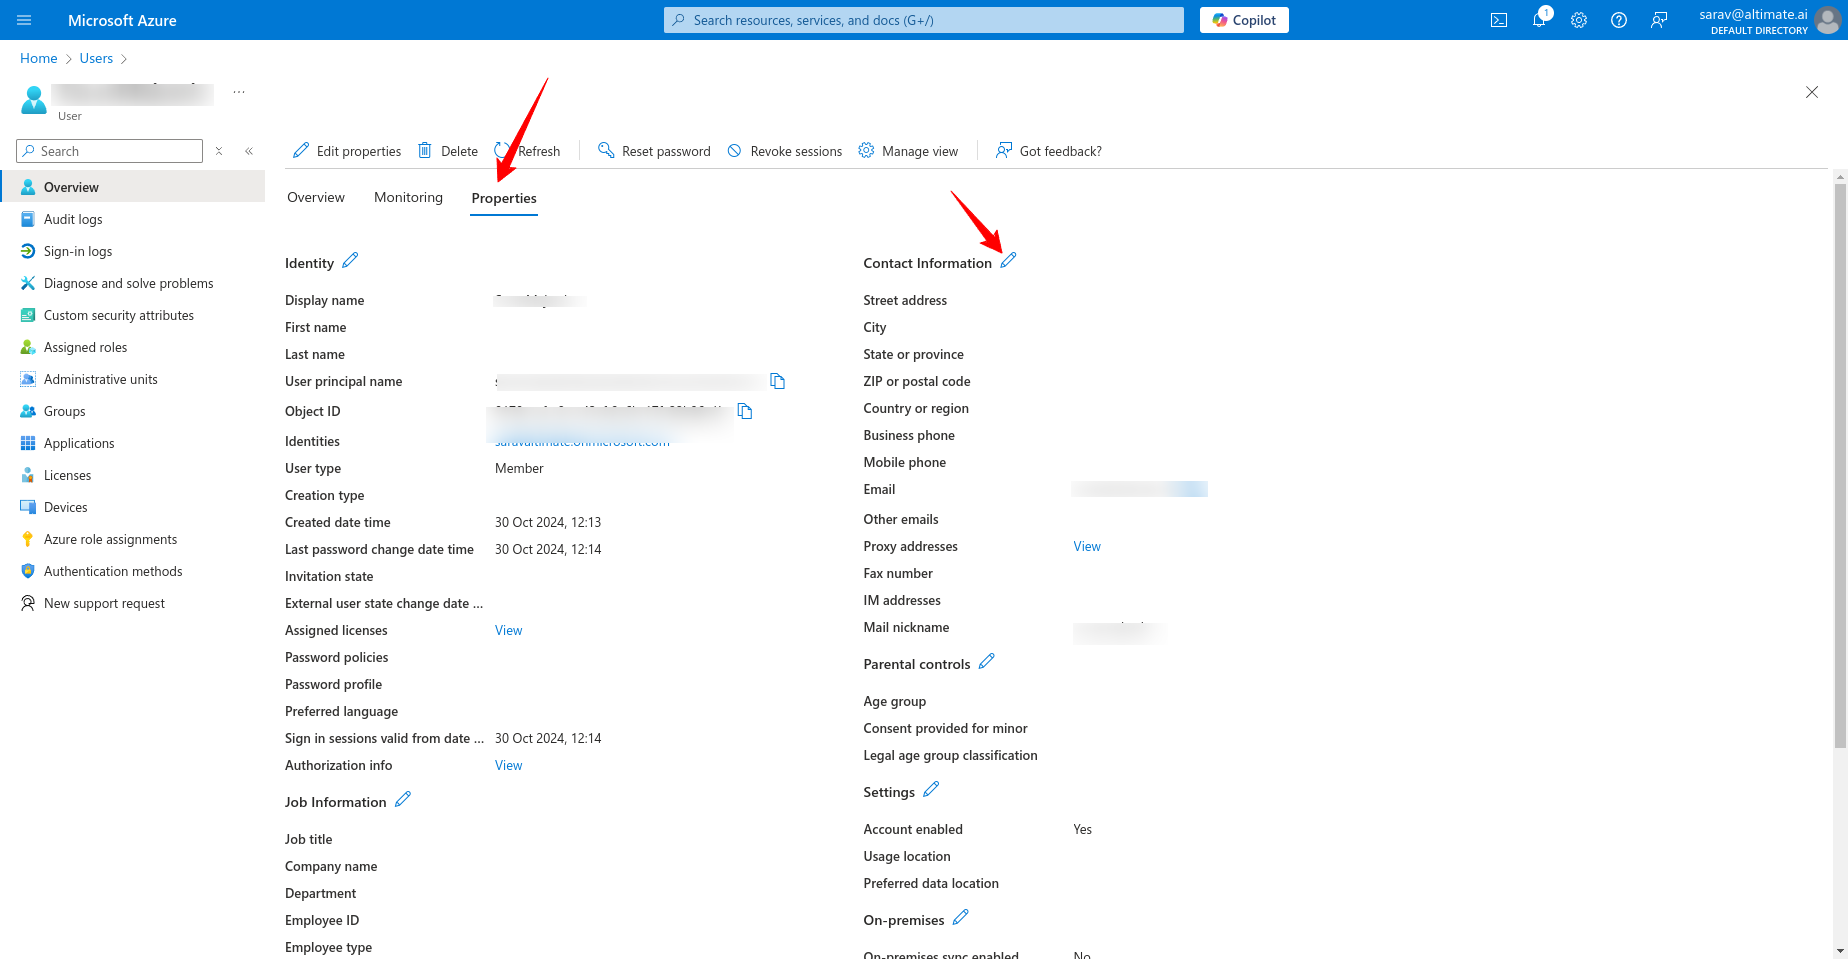 Microsoft Azure
Search resources, services, and docs (G+/)
Copilot
1
sarav@altimate.ai
DEFAULT DIRECTORY
Home
Users
...
User
Search
Edit properties
Delete
Refresh
Reset password
Revoke sessions
Manage view
Got feedback?
Overview
Audit logs
Sign-in logs
Diagnose and solve problems
Custom security attributes
Assigned roles
Administrative units
Groups
Applications
Licenses
Devices
Azure role assignments
Authentication methods
New support request
Overview
Monitoring
Properties
Identity
Display name
First name
Last name
User principal name
Object ID
Identities
saravaltimate.onmicrosoft.com
User type Member
Creation type
Created date time 30 Oct 2024, 12:13
Last password change date time 30 Oct 2024, 12:14
Invitation state
External user state change date ...
Assigned licenses View
Password policies
Password profile
Preferred language
Sign in sessions valid from date ... 30 Oct 2024, 12:14
Authorization info View
Job Information
Job title
Company name
Department
Employee ID
Employee type
Contact Information
Street address
City
State or province
ZIP or postal code
Country or region
Business phone
Mobile phone
Email
Other emails
Proxy addresses View
Fax number
IM addresses
Mail nickname
Parental controls
Age group
Consent provided for minor
Legal age group classification
Settings
Account enabled Yes
Usage location
Preferred data location
On-premises
On-premises sync enabled No